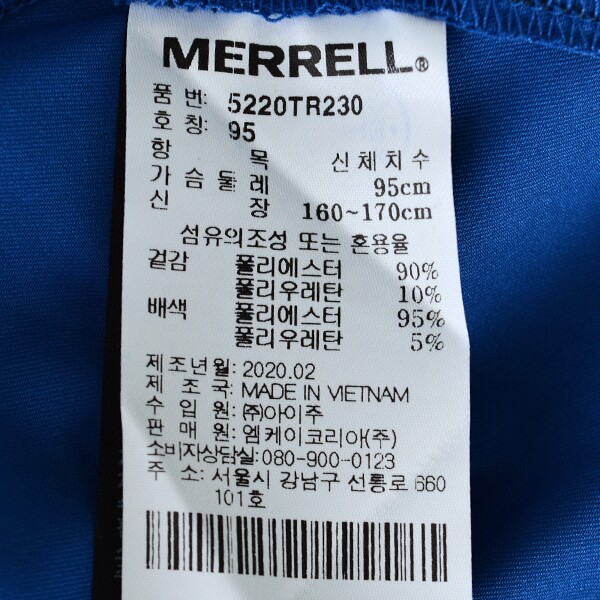 MERRELL®
품 번: 5220TR230
호 칭: 95
항 목 신체치수
가 슴 둘 레 95cm
신 장 160~170cm
섬유의조성 또는 혼용율
겉감 폴리에스터 90%
폴리우레탄 10%
배색 폴리에스터 95%
폴리우레탄 5%
제조년월: 2020.02
제 조 국: MADE IN VIETNAM
수 입 원: ㈜아이주
판 매 원: 엠케이코리아(주)
소비자상담실: 080-900-0123
주 소: 서울시 강남구 선릉로 660
101호